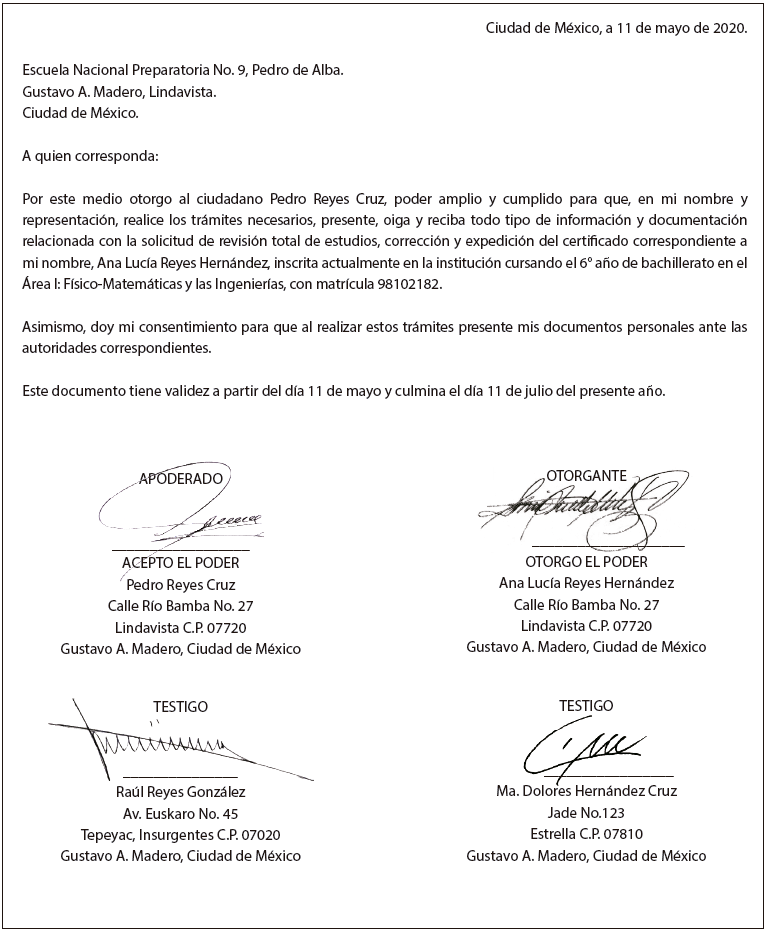 Ciudad de México, a 11 de mayo de 2020.
Escuela Nacional Preparatoria No. 9, Pedro de Alba.
Gustavo A. Madero, Lindavista.
Ciudad de México.
A quien corresponda:
Por este medio otorgo al ciudadano Pedro Reyes Cruz, poder amplio y cumplido para que, en mi nombre y
representación, realice los trámites necesarios, presente, oiga y reciba todo tipo de información y documentación
relacionada con la solicitud de revisión total de estudios, corrección y expedición del certificado correspondiente a
mi nombre, Ana Lucía Reyes Hernández, inscrita actualmente en la institución cursando el 6° año de bachillerato en el
Área I: Físico-Matemáticas y las Ingenierías, con matrícula 98102182.
Asimismo, doy mi consentimiento para que al realizar estos trámites presente mis documentos personales ante las
autoridades correspondientes.
Este documento tiene validez a partir del día 11 de mayo y culmina el día 11 de julio del presente año.
APODERADO
ACEPTO EL PODER
Pedro Reyes Cruz
Calle Río Bamba No. 27
Lindavista C.P. 07720
Gustavo A. Madero, Ciudad de México
OTORGANTE
OTORGO EL PODER
Ana Lucía Reyes Hernández
Calle Río Bamba No. 27
Lindavista C.P. 07720
Gustavo A. Madero, Ciudad de México
TESTIGO
Raúl Reyes González
Av. Euskaro No. 45
Tepeyac, Insurgentes C.P. 07020
Gustavo A. Madero, Ciudad de México
TESTIGO
Ma. Dolores Hernández Cruz
Jade No.123
Estrella C.P. 07810
Gustavo A. Madero, Ciudad de México